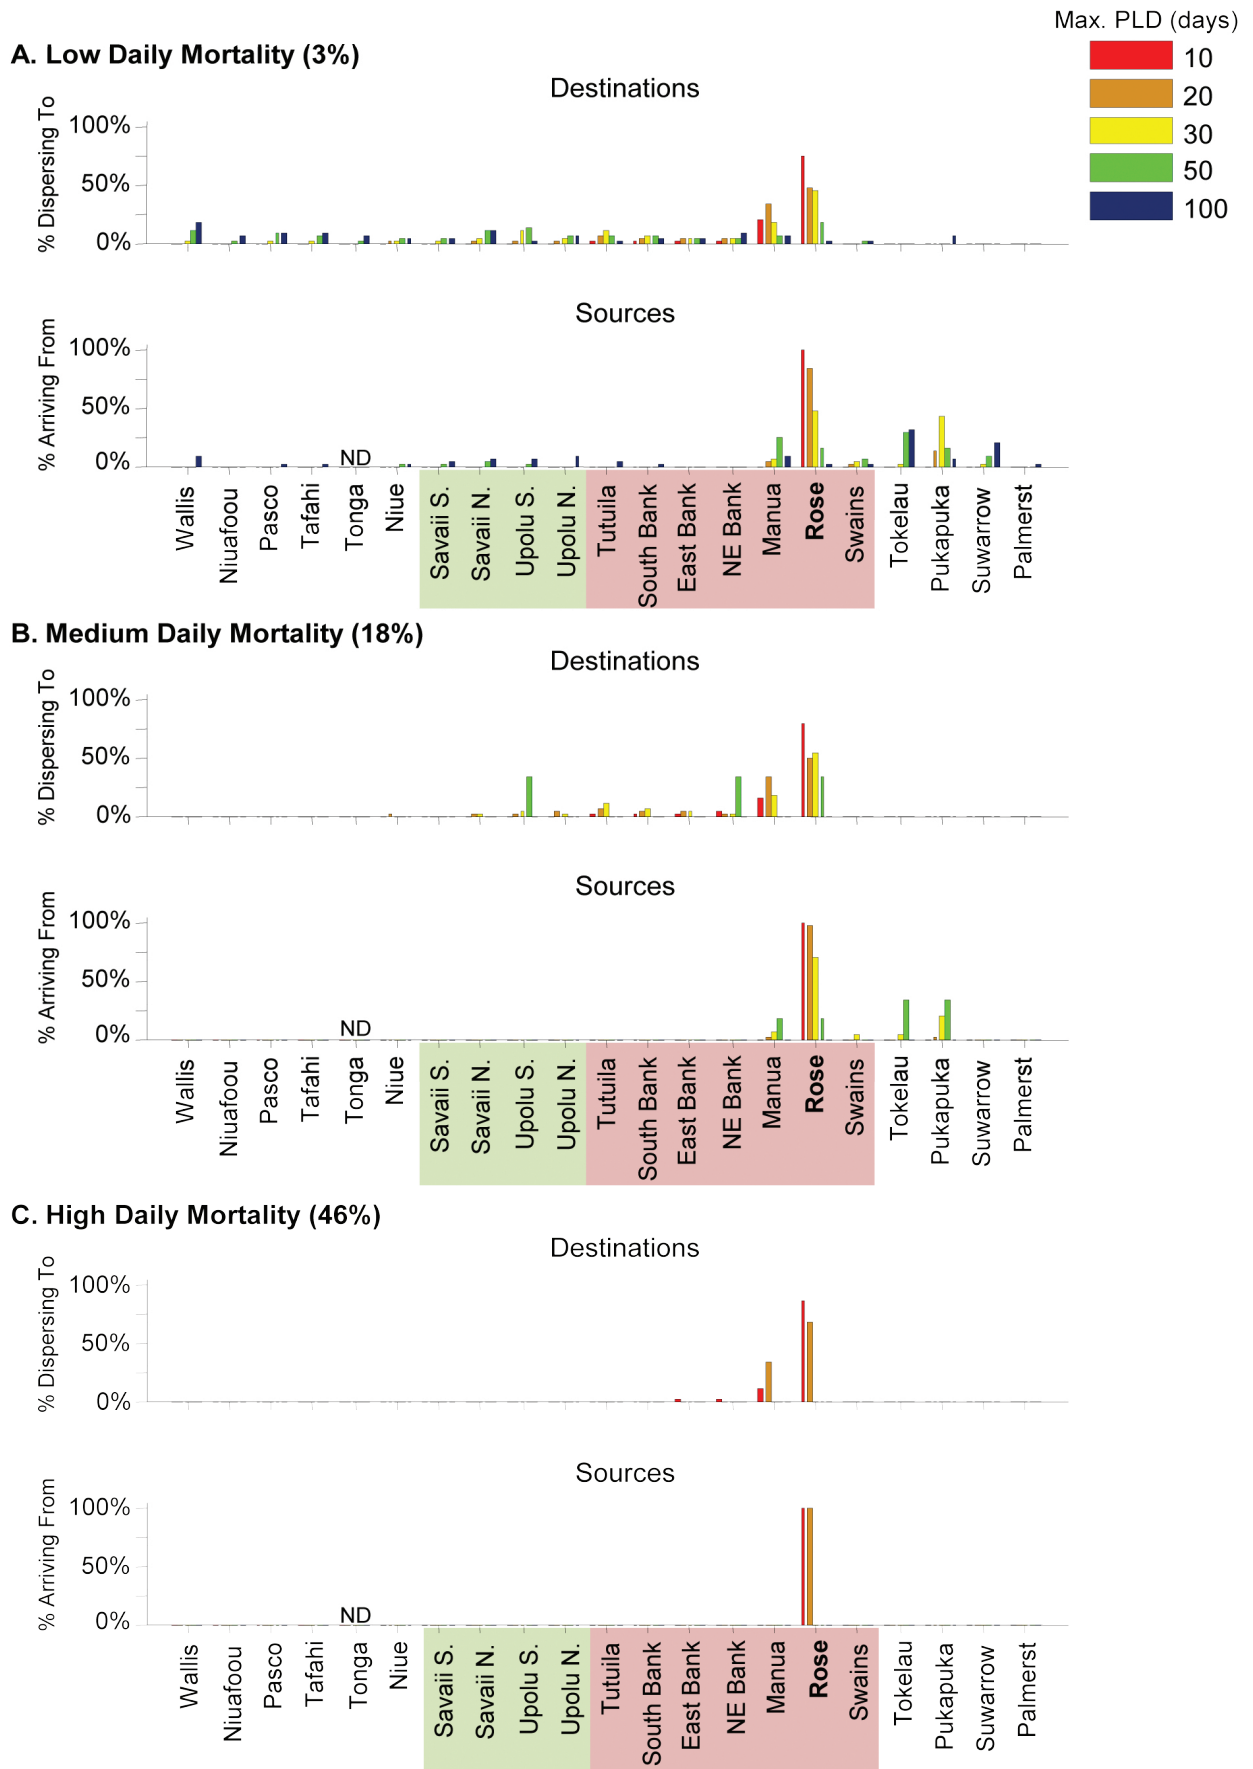 Max. PLD (days)
10
20
30
50
100
A. Low Daily Mortality (3%)
Destinations
% Dispersing To
100%
50%
0%
Sources
% Arriving From
100%
50%
0%
ND
Wallis
Niuafoou
Pasco
Tafahi
Tonga
Niue
Savaii S.
Savaii N.
Upolu S.
Upolu N.
Tutuila
South Bank
East Bank
NE Bank
Manua
Rose
Swains
Tokelau
Pukapuka
Suwarrow
Palmerst
B. Medium Daily Mortality (18%)
Destinations
% Dispersing To
100%
50%
0%
Sources
% Arriving From
100%
50%
0%
ND
Wallis
Niuafoou
Pasco
Tafahi
Tonga
Niue
Savaii S.
Savaii N.
Upolu S.
Upolu N.
Tutuila
South Bank
East Bank
NE Bank
Manua
Rose
Swains
Tokelau
Pukapuka
Suwarrow
Palmerst
C. High Daily Mortality (46%)
Destinations
% Dispersing To
100%
50%
0%
Sources
% Arriving From
100%
50%
0%
ND
Wallis
Niuafoou
Pasco
Tafahi
Tonga
Niue
Savaii S.
Savaii N.
Upolu S.
Upolu N.
Tutuila
South Bank
East Bank
NE Bank
Manua
Rose
Swains
Tokelau
Pukapuka
Suwarrow
Palmerst